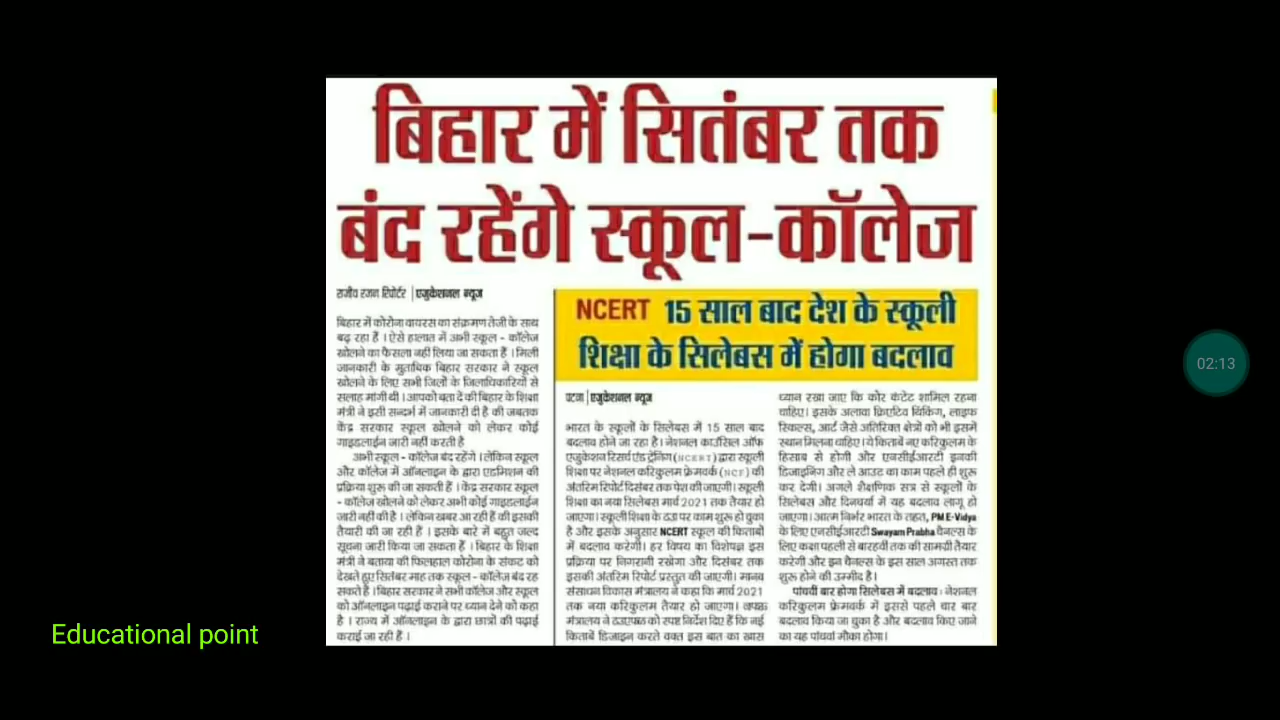 बिहार में सितंबर तक
बंद रहेंगे स्कूल-कॉलेज
राजीव रंजन रिपोर्टर | एजुकेशनल न्यूज
बिहार में कोरोना वायरस का संक्रमण तेजी के साथ
बढ़ रहा हैं । ऐसे हालात में अभी स्कूल - कॉलेज
खोलने का फैसला नहीं लिया जा सकता हैं । मिली
जानकारी के मुताबिक बिहार सरकार ने स्कूल
खोलने के लिए सभी जिलों के जिलाधिकारियों से
सलाह मांगी थी । आपको बता दें की बिहार के शिक्षा
मंत्री ने इसी सन्दर्भ में जानकारी दी है की जबतक
केंद्र सरकार स्कूल खोलने को लेकर कोई
गाइडलाईन जारी नहीं करती है
अभी स्कूल - कॉलेज बंद रहेंगे । लेकिन स्कूल
और कॉलेज में ऑनलाइन के द्वारा एडमिशन की
प्रक्रिया शुरू की जा सकती हैं । केंद्र सरकार स्कूल
- कॉलेज खोलने को लेकर अभी कोई गाइडलाईन
जारी नहीं की है । लेकिन खबर आ रही हैं की इसकी
तैयारी की जा रही हैं । इसके बारे में बहुत जल्द
सूचना जारी किया जा सकता हैं । बिहार के शिक्षा
मंत्री ने बताया की फिलहाल कोरोना के संकट को
देखते हुए सितंबर माह तक स्कूल - कॉलेज बंद रह
सकते हैं । बिहार सरकार ने सभी कॉलेज और स्कूल
को ऑनलाइन पढ़ाई कराने पर ध्यान देने को कहा
है । राज्य में ऑनलाइन के द्वारा छात्रों की पढ़ाई
कराई जा रही हैं ।
NCERT 15 साल बाद देश के स्कूली
शिक्षा के सिलेबस में होगा बदलाव
पटना | एजुकेशनल न्यूज
भारत के स्कूलों के सिलेबस में 15 साल बाद
बदलाव होने जा रहा है। नेशनल काउंसिल ऑफ
एजुकेशन रिसर्च एंड ट्रेनिंग (NCERT) द्वारा स्कूली
शिक्षा पर नेशनल करिकुलम फ्रेमवर्क (NCF) की
अंतरिम रिपोर्ट दिसंबर तक पेश की जाएगी। स्कूली
शिक्षा का नया सिलेबस मार्च 2021 तक तैयार हो
जाएगा। स्कूली शिक्षा के ढ़ड़ा पर काम शुरू हो चुका
है और इसके अनुसार NCERT स्कूल की किताबों
में बदलाव करेगी। हर विषय का विशेषज्ञ इस
प्रक्रिया पर निगरानी रखेगा और दिसंबर तक
इसकी अंतरिम रिपोर्ट प्रस्तुत की जाएगी। मानव
संसाधन विकास मंत्रालय ने कहा कि मार्च 2021
तक नया करिकुलम तैयार हो जाएगा।
मंत्रालय ने को स्पष्ट निर्देश दिए हैं कि नई
किताबें डिजाइन करते वक्त इस बात का खास
ध्यान रखा जाए कि कोर कंटेंट शामिल रहना
चाहिए। इसके अलावा क्रिएटिव थिंकिंग, लाइफ
स्किल्स, आर्ट जैसे अतिरिक्त क्षेत्रों को भी इसमें
स्थान मिलना चाहिए। ये किताबें नए करिकुलम के
हिसाब से होगी और एनसीईआरटी इनकी
डिजाइनिंग और ले आउट का काम पहले ही शुरू
कर देगी। अगले शैक्षणिक सत्र से स्कूलों के
सिलेबस और दिनचर्या में यह बदलाव लागू हो
जाएगा। आत्म निर्भर भारत के तहत, PM E-Vidya
के लिए एनसीईआरटी Swayam Prabha चैनल्स के
लिए कक्षा पहली से बारहवीं तक की सामग्री तैयार
करेगी और इन चैनल्स के इस साल अगस्त तक
शुरू होने की उम्मीद है।
पांचवीं बार होगा सिलेबस में बदलाव: नेशनल
करिकुलम फ्रेमवर्क में इससे पहले चार बार
बदलाव किया जा चुका है और बदलाव किए जाने
का यह पांचवां मौका होगा।
02:13
Educational point